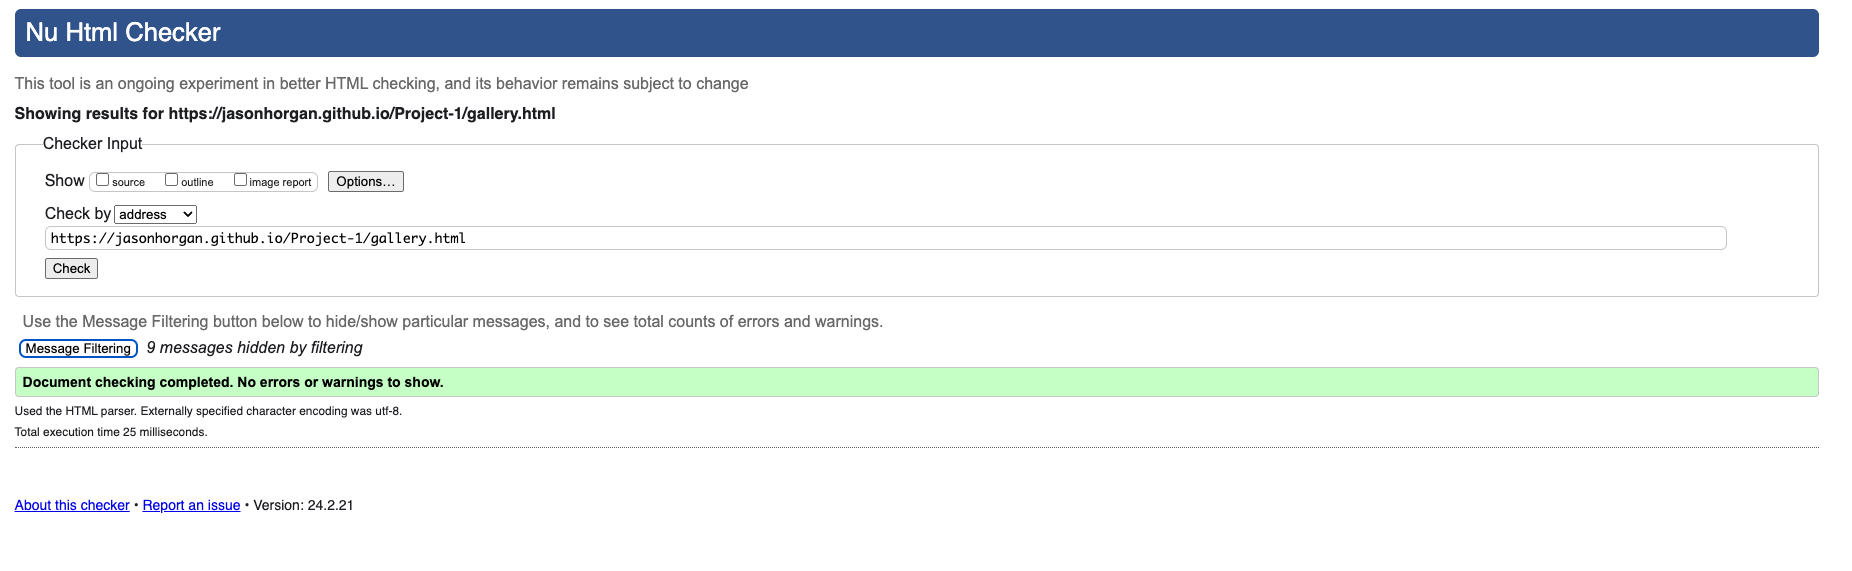 Nu Html Checker
This tool is an ongoing experiment in better HTML checking, and its behavior remains subject to change
Showing results for https://jasonhorgan.github.io/Project-1/gallery.html
Checker Input
Show source outline image report Options...
Check by address
https://jasonhorgan.github.io/Project-1/gallery.html
Check
Use the Message Filtering button below to hide/show particular messages, and to see total counts of errors and warnings.
Message Filtering 9 messages hidden by filtering
Document checking completed. No errors or warnings to show.
Used the HTML parser. Externally specified character encoding was utf-8.
Total execution time 25 milliseconds.
About this checker • Report an issue • Version: 24.2.21